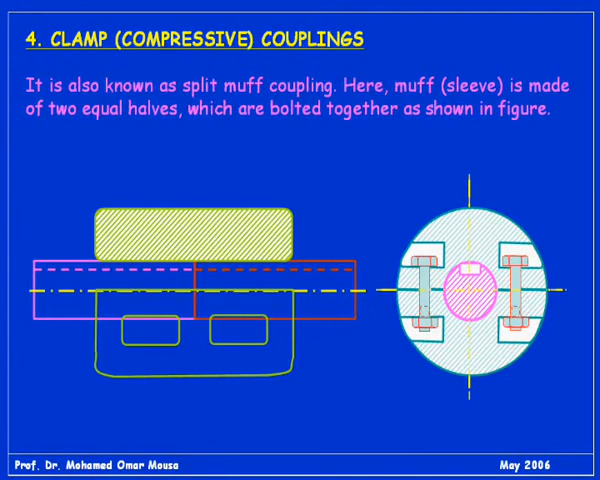 4. CLAMP (COMPRESSIVE) COUPLINGS
It is also known as split muff coupling. Here, muff (sleeve) is made
of two equal halves, which are bolted together as shown in figure.
Prof. Dr. Mohamed Omar Mousa
May 2006